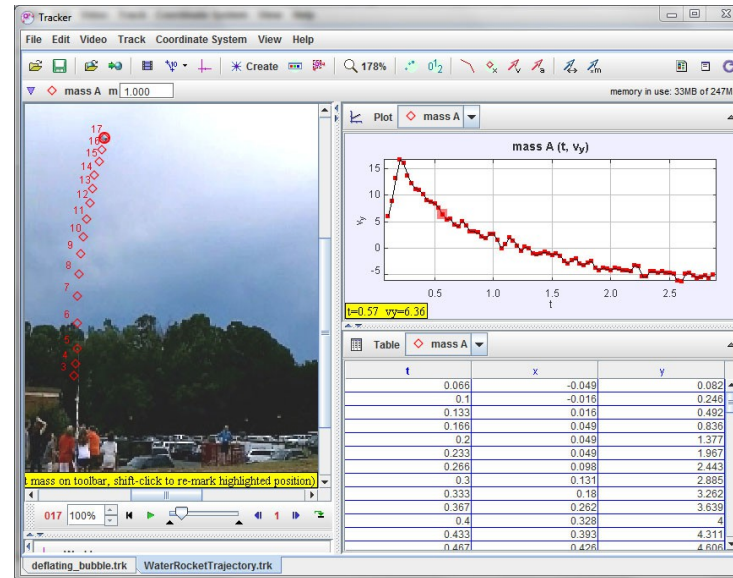 Tracker
File Edit Video Track Coordinate System View Help
Create 178% 0¹2
mass A m 1.000 memory in use: 33MB of 247M
17
16
15
14
13
12
11
10
9
8
7
6
5
4
3
t mass on toolbar, shift-click to re-mark highlighted position)
017 100% 1
Plot mass A
mass A (t, vy)
15
10
5
0
-5
vy
0.5 1.0 1.5 2.0 2.5
t
t=0.57 vy=6.36
Table mass A
t x y
0.066 -0.049 0.082
0.1 -0.016 0.246
0.133 0.016 0.492
0.166 0.049 0.836
0.2 0.049 1.377
0.233 0.049 1.967
0.266 0.098 2.443
0.3 0.131 2.885
0.333 0.18 3.262
0.367 0.262 3.639
0.4 0.328 4
0.433 0.393 4.311
0.467 0.426 4.606
deflating_bubble.trk WaterRocketTrajectory.trk